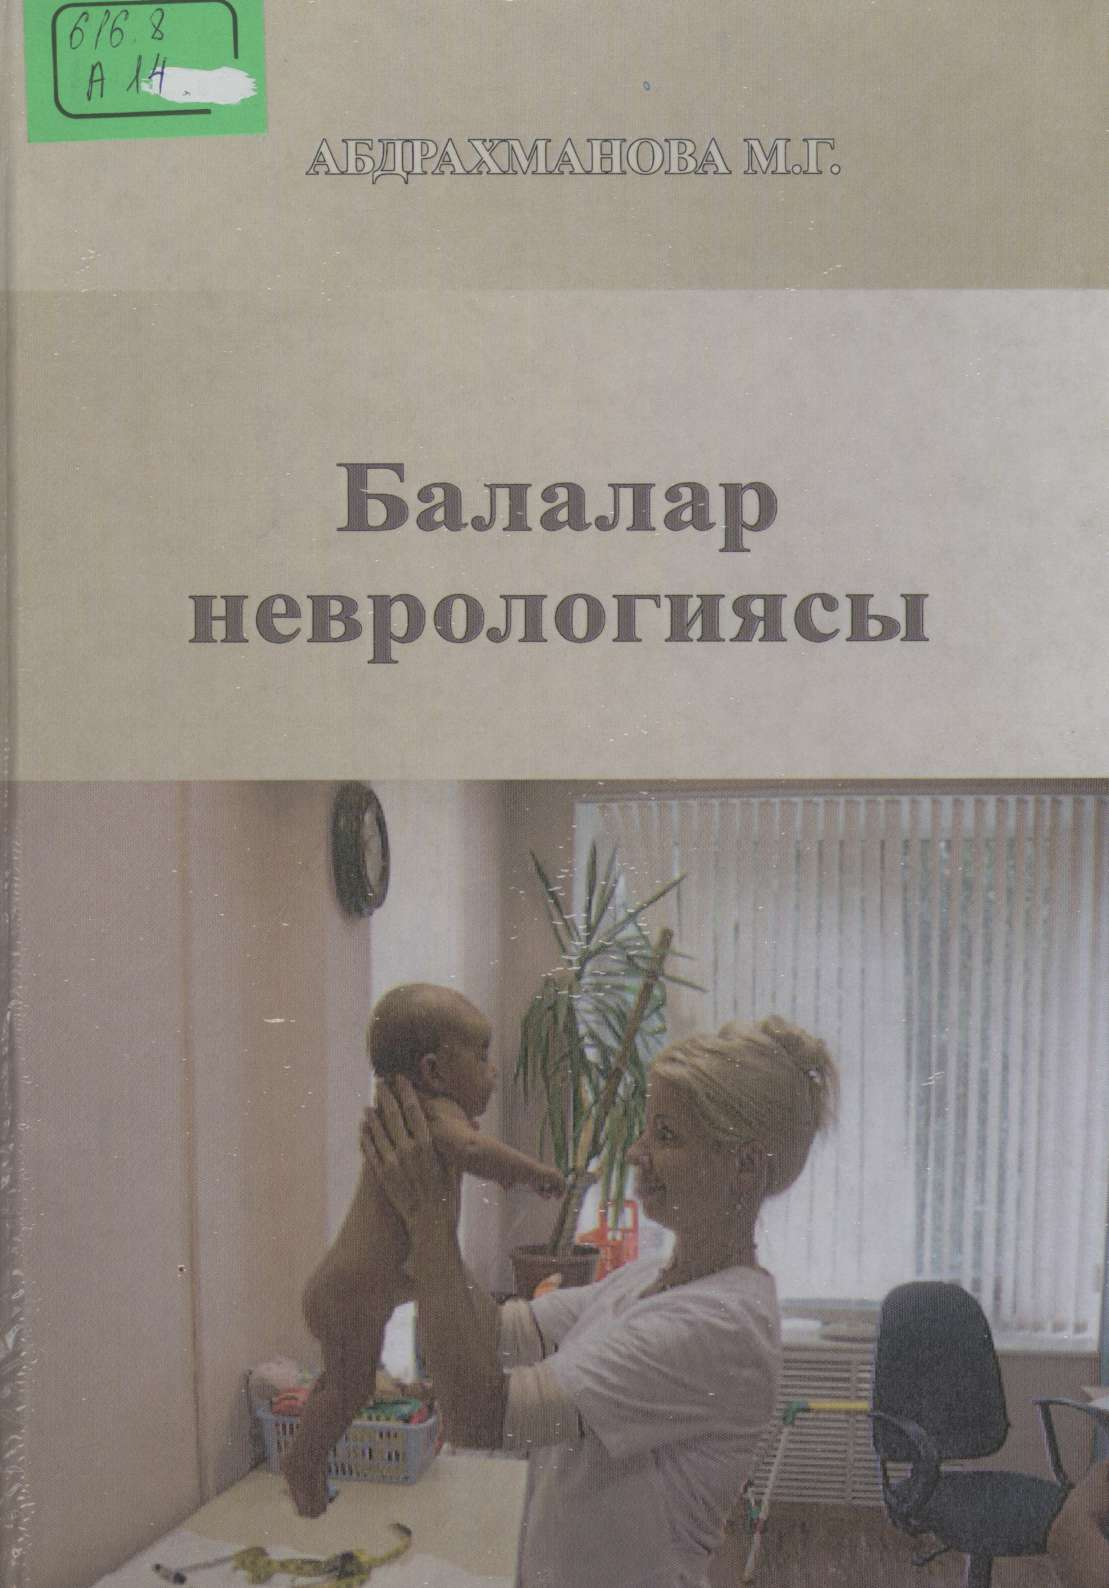 616.8
А 14
АБДРАХМАНОВА М.Г.
Балалар
неврологиясы